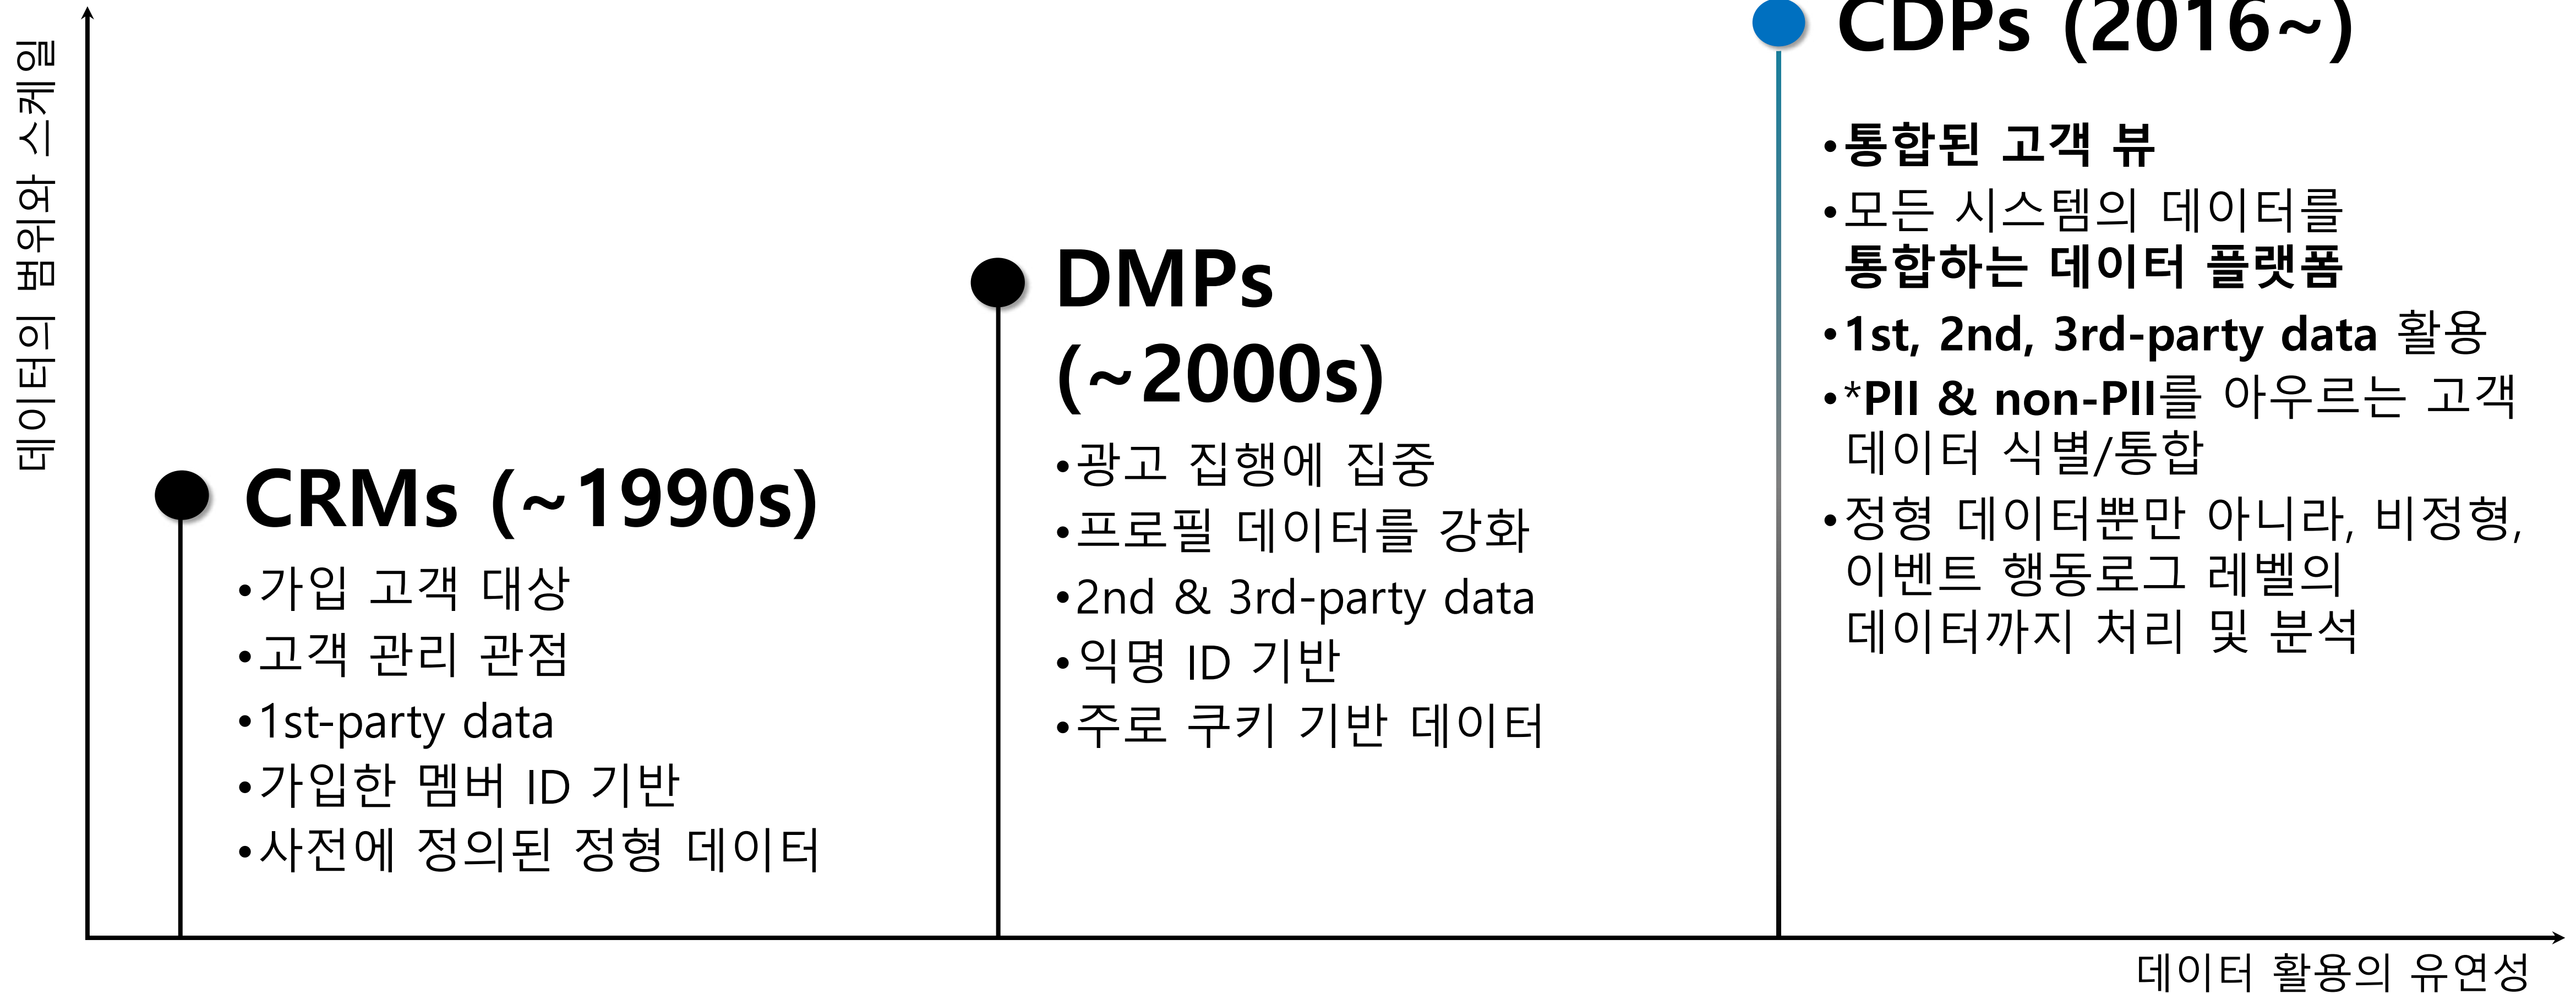 데이터의 범위와 스케일
CRMs (~1990s)
•가입 고객 대상
•고객 관리 관점
•1st-party data
•가입한 멤버 ID 기반
•사전에 정의된 정형 데이터
DMPs
(~2000s)
•광고 집행에 집중
•프로필 데이터를 강화
•2nd & 3rd-party data
•익명 ID 기반
•주로 쿠키 기반 데이터
CDPs (2016~)
•통합된 고객 뷰
•모든 시스템의 데이터를
통합하는 데이터 플랫폼
•1st, 2nd, 3rd-party data 활용
•*PII & non-PII를 아우르는 고객
데이터 식별/통합
•정형 데이터뿐만 아니라, 비정형,
이벤트 행동로그 레벨의
데이터까지 처리 및 분석
데이터 활용의 유연성